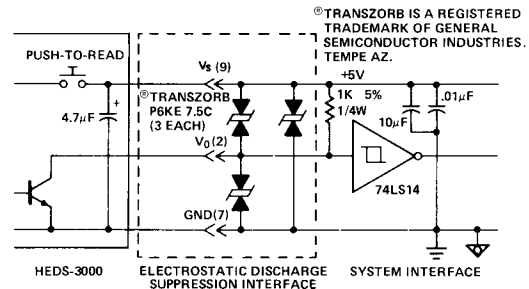 ®TRANSZORB IS A REGISTERED
TRADEMARK OF GENERAL
SEMICONDUCTOR INDUSTRIES.
TEMPE AZ.
PUSH-TO-READ
VS (9)
+5V
® TRANSZORB
P6KE 7.5C
(3 EACH)
1K 5%
1/4W
.01µF
4.7µF
+
10µF
VO(2)
74LS14
GND(7)
HEDS-3000
ELECTROSTATIC DISCHARGE
SUPPRESSION INTERFACE
SYSTEM INTERFACE